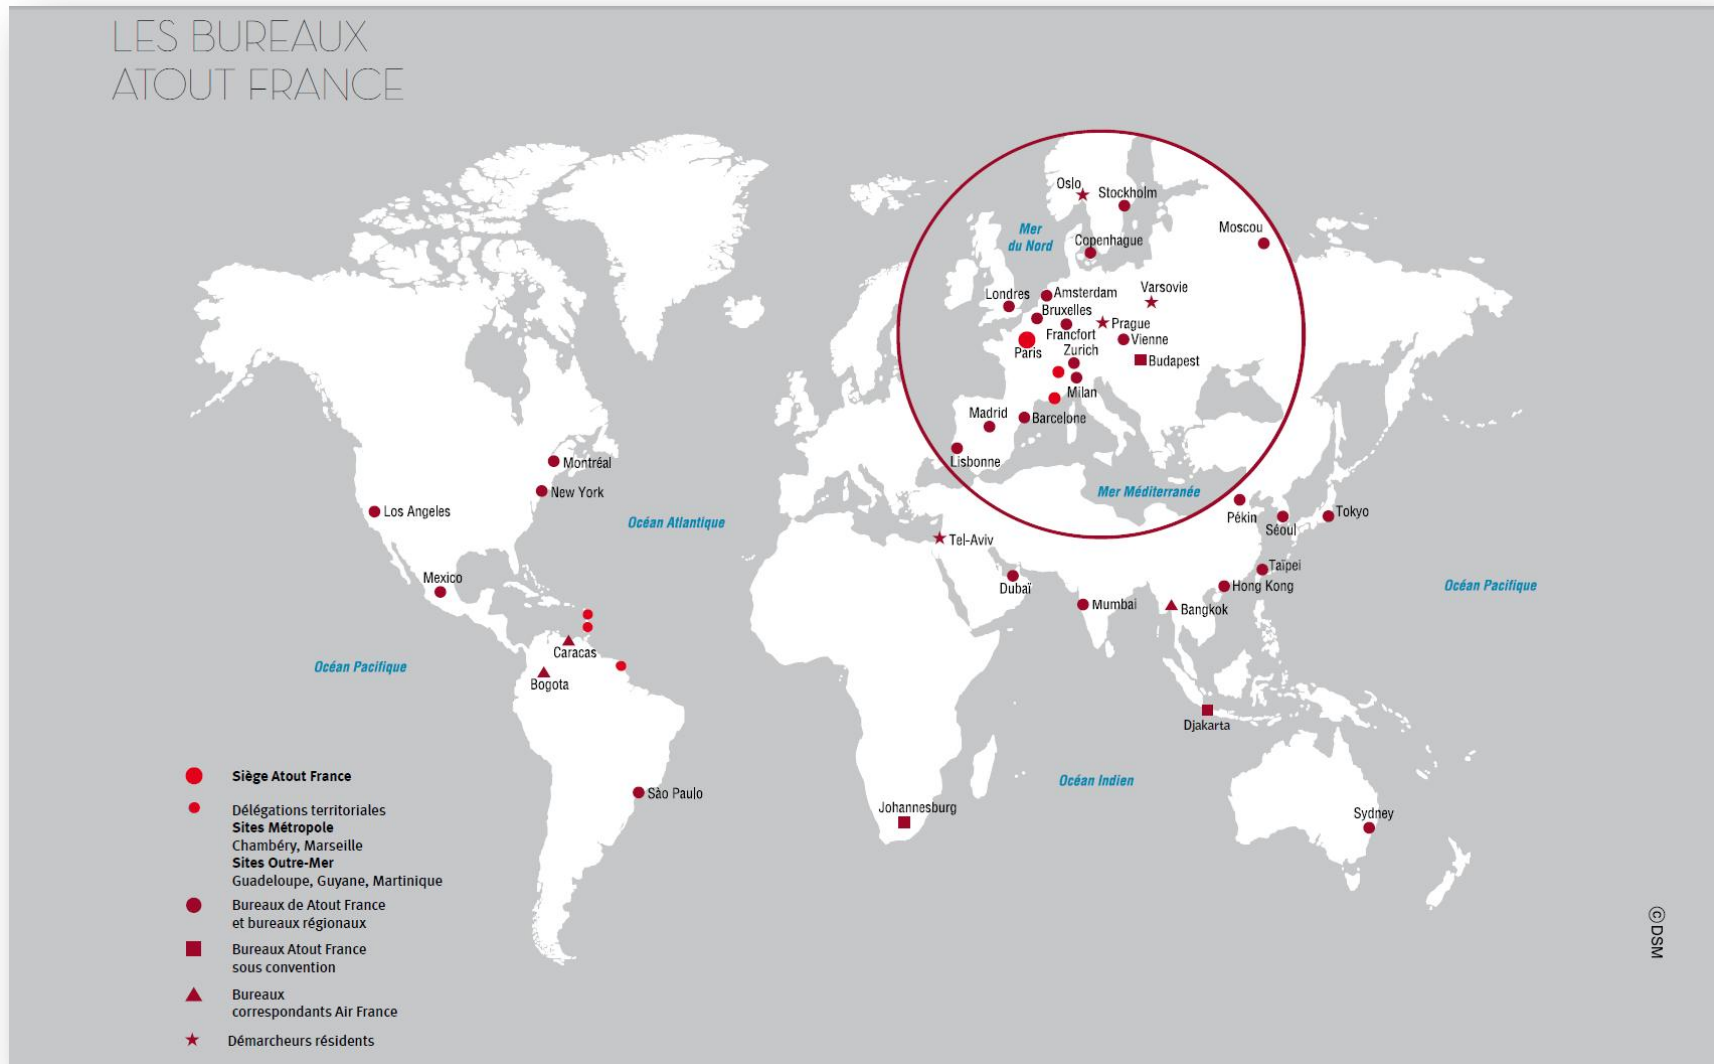 LES BUREAUX
ATOUT FRANCE
Oslo
Stockholm
Moscou
Mer
du Nord
Copenhague
Varsovie
Londres
Amsterdam
Bruxelles
Prague
Francfort
Vienne
Paris
Zurich
Budapest
Milan
Madrid
Barcelone
Lisbonne
Montréal
New York
Los Angeles
Océan Atlantique
Mer Méditerranée
Pékin
Séoul
Tokyo
Tel-Aviv
Mexico
Dubaï
Mumbai
Bangkok
Taïpei
Hong Kong
Océan Pacifique
Caracas
Océan Pacifique
Bogota
Djakarta
Océan Indien
São Paulo
Johannesburg
Sydney
Siège Atout France
Délégations territoriales
Sites Métropole
Chambéry, Marseille
Sites Outre-Mer
Guadeloupe, Guyane, Martinique
Bureaux de Atout France
et bureaux régionaux
Bureaux Atout France
sous convention
Bureaux
correspondants Air France
Démarcheurs résidents
© DSM